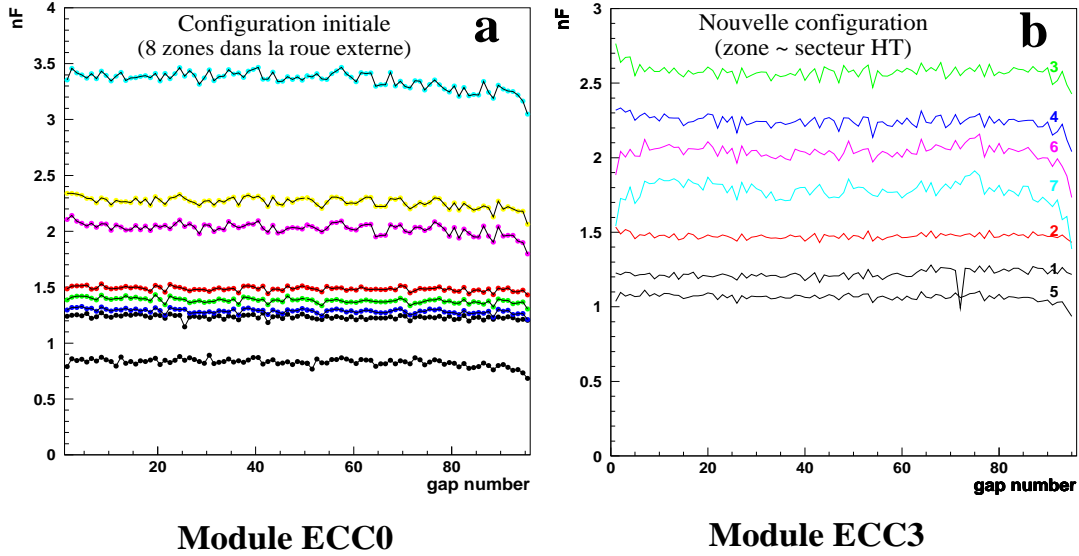 nF
Configuration initiale
(8 zones dans la roue externe)
a
4
3.5
3
2.5
2
1.5
1
0.5
0
20
40
60
80
gap number
Module ECC0
nF
Nouvelle configuration
(zone ~ secteur HT)
b
3
2.5
2
1.5
1
0.5
0
3
4
6
7
2
1
5
0
20
40
60
80
gap number
Module ECC3